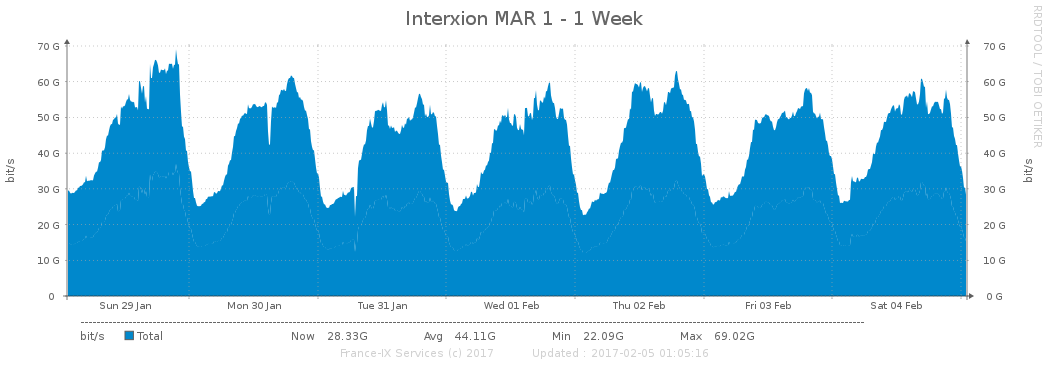 Interxion MAR 1 - 1 Week
RRDTOOL / TOBI OETIKER
bit/s
70 G
60 G
50 G
40 G
30 G
20 G
10 G
0
70 G
60 G
50 G
40 G
30 G
20 G
10 G
0 G
bit/s
Sun 29 Jan Mon 30 Jan Tue 31 Jan Wed 01 Feb Thu 02 Feb Fri 03 Feb Sat 04 Feb
bit/s Total Now 28.33G Avg 44.11G Min 22.09G Max 69.02G
France-IX Services (c) 2017 Updated : 2017-02-05 01:05:16